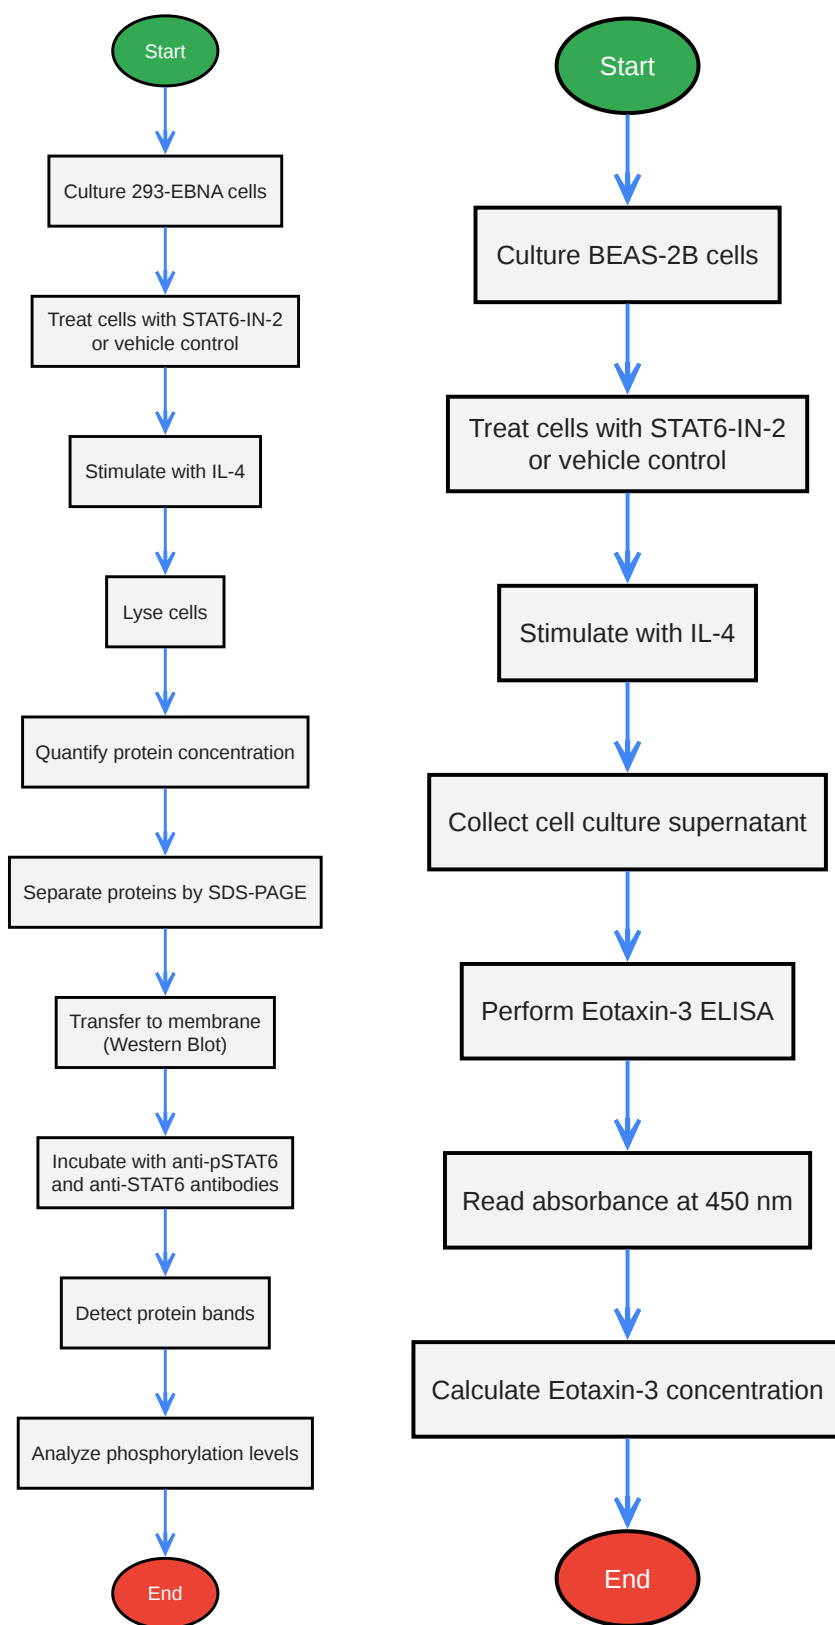 Start
Culture 293-EBNA cells
Treat cells with STAT6-IN-2
or vehicle control
Stimulate with IL-4
Lyse cells
Quantify protein concentration
Separate proteins by SDS-PAGE
Transfer to membrane
(Western Blot)
Incubate with anti-pSTAT6
and anti-STAT6 antibodies
Detect protein bands
Analyze phosphorylation levels
End
Start
Culture BEAS-2B cells
Treat cells with STAT6-IN-2
or vehicle control
Stimulate with IL-4
Collect cell culture supernatant
Perform Eotaxin-3 ELISA
Read absorbance at 450 nm
Calculate Eotaxin-3 concentration
End